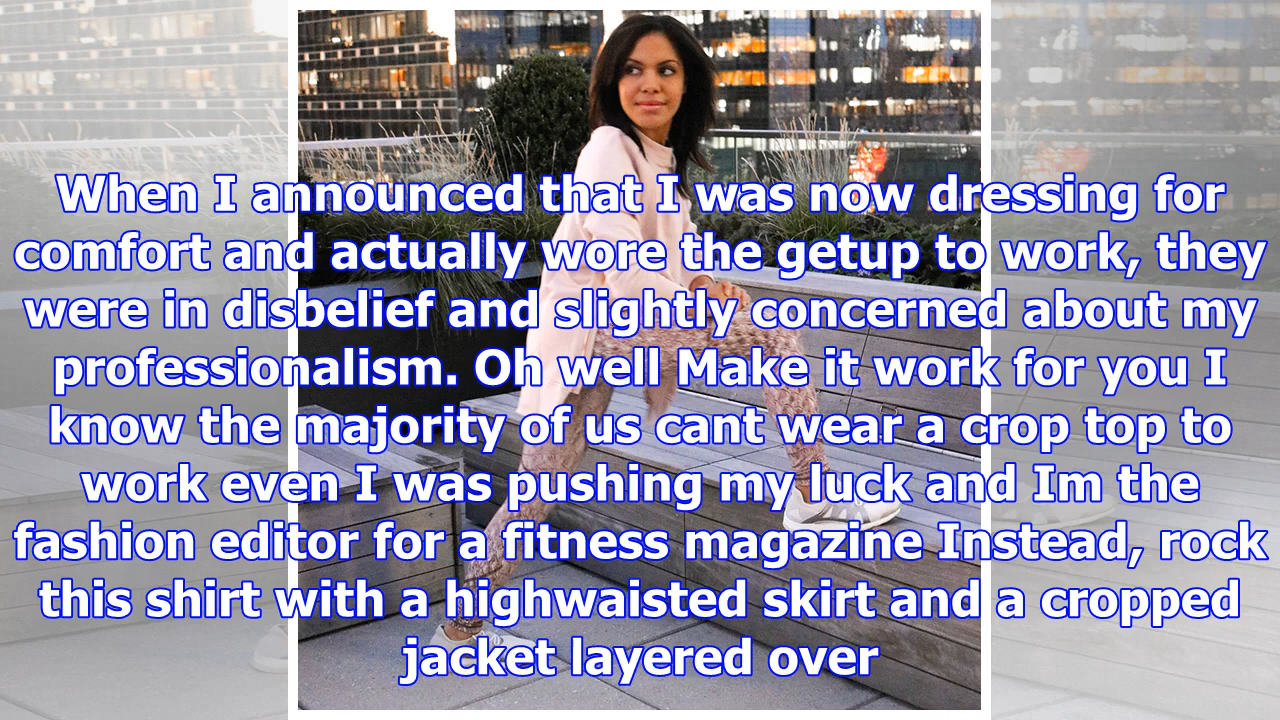 When I announced that I was now dressing for
comfort and actually wore the getup to work, they
were in disbelief and slightly concerned about my
professionalism. Oh well Make it work for you I
know the majority of us cant wear a crop top to
work even I was pushing my luck and Im the
fashion editor for a fitness magazine Instead, rock
this shirt with a highwaisted skirt and a cropped
jacket layered over